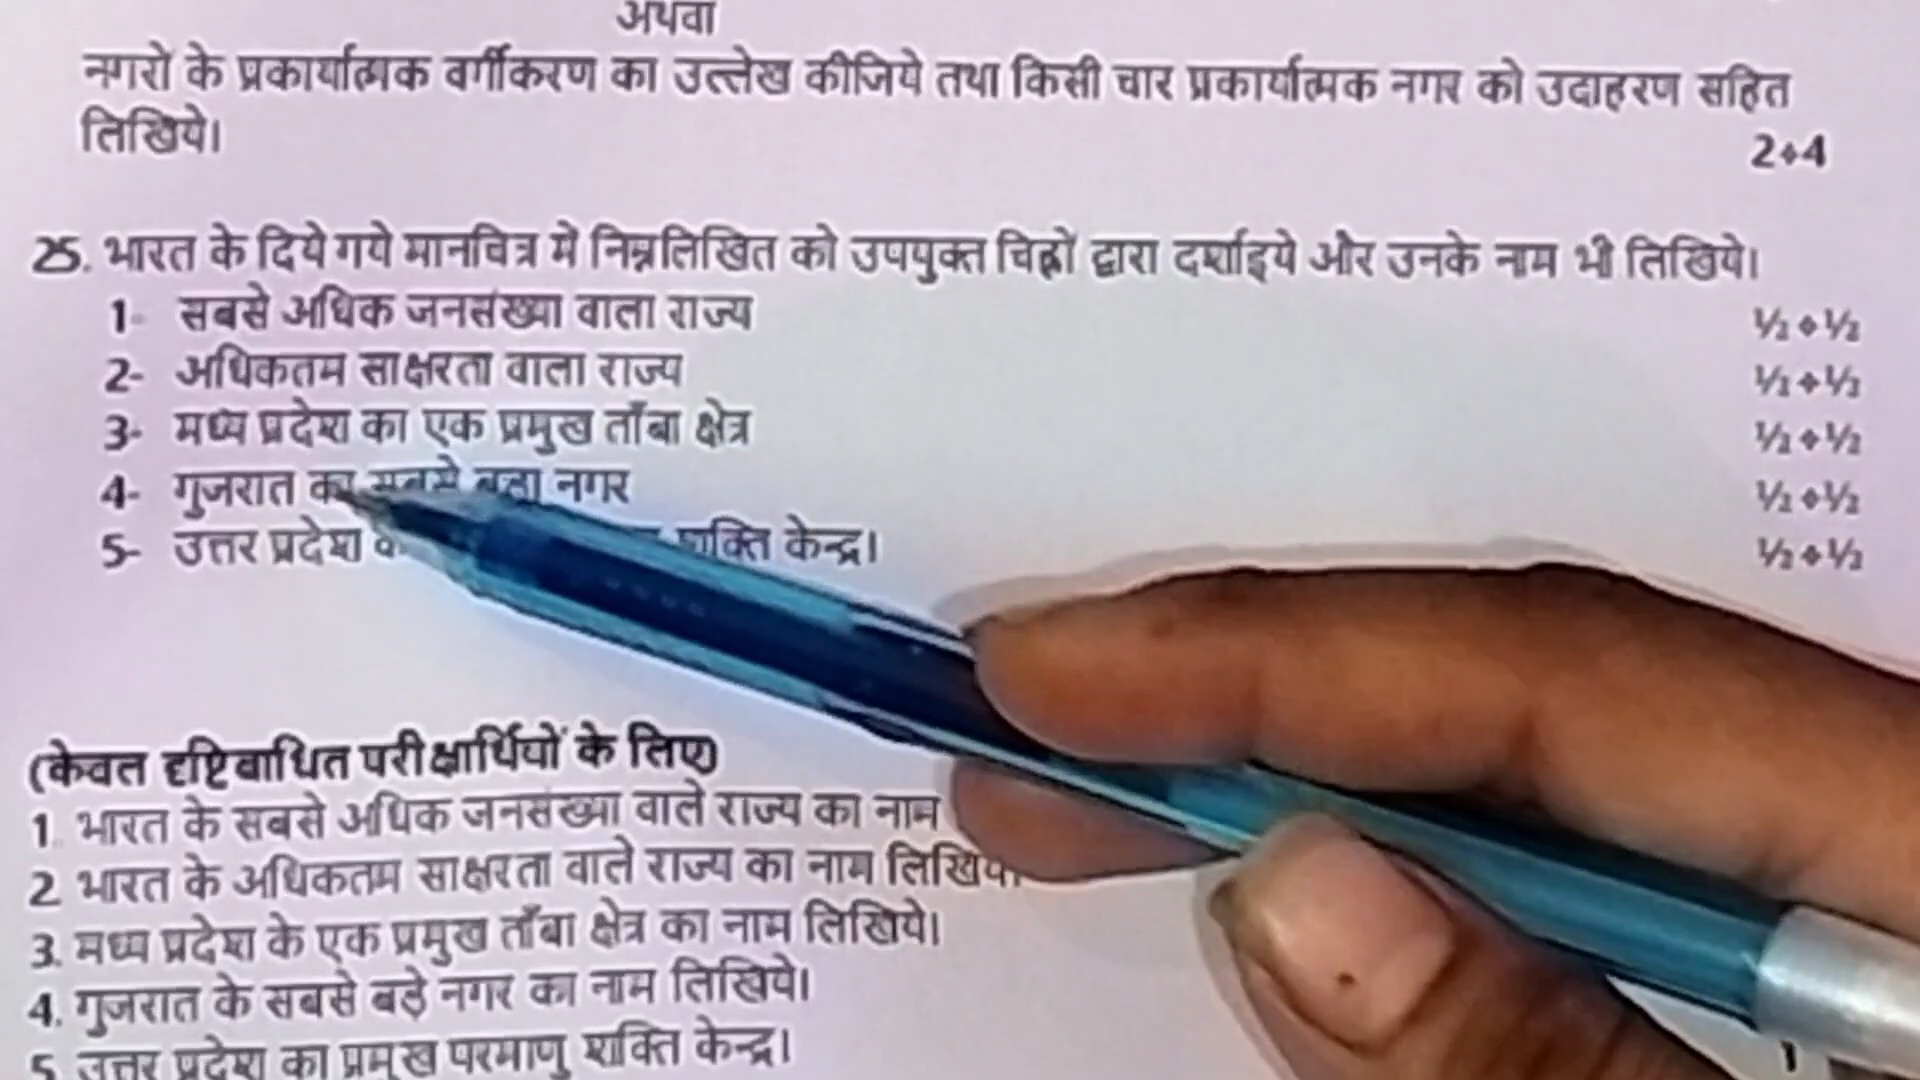 अथवा
नगरों के प्रकार्यात्मक वर्गीकरण का उल्लेख कीजिये तथा किसी चार प्रकार्यात्मक नगर को उदाहरण सहित
लिखिये। 2+4
25. भारत के दिये गये मानचित्र में निम्नलिखित को उपयुक्त चिह्नों द्वारा दर्शाइये और उनके नाम भी लिखिये।
1- सबसे अधिक जनसंख्या वाला राज्य ½+½
2- अधिकतम साक्षरता वाला राज्य ½+½
3- मध्य प्रदेश का एक प्रमुख ताँबा क्षेत्र ½+½
4- गुजरात का सबसे बड़ा नगर ½+½
5- उत्तर प्रदेश शक्ति केन्द्र। ½+½
(केवल दृष्टिबाधित परीक्षार्थियों के लिए)
1. भारत के सबसे अधिक जनसंख्या वाले राज्य का नाम
2. भारत के अधिकतम साक्षरता वाले राज्य का नाम लिखिये।
3. मध्य प्रदेश के एक प्रमुख ताँबा क्षेत्र का नाम लिखिये।
4. गुजरात के सबसे बड़े नगर का नाम लिखिये।
5. उत्तर प्रदेश का प्रमुख परमाणु शक्ति केन्द्र। 1